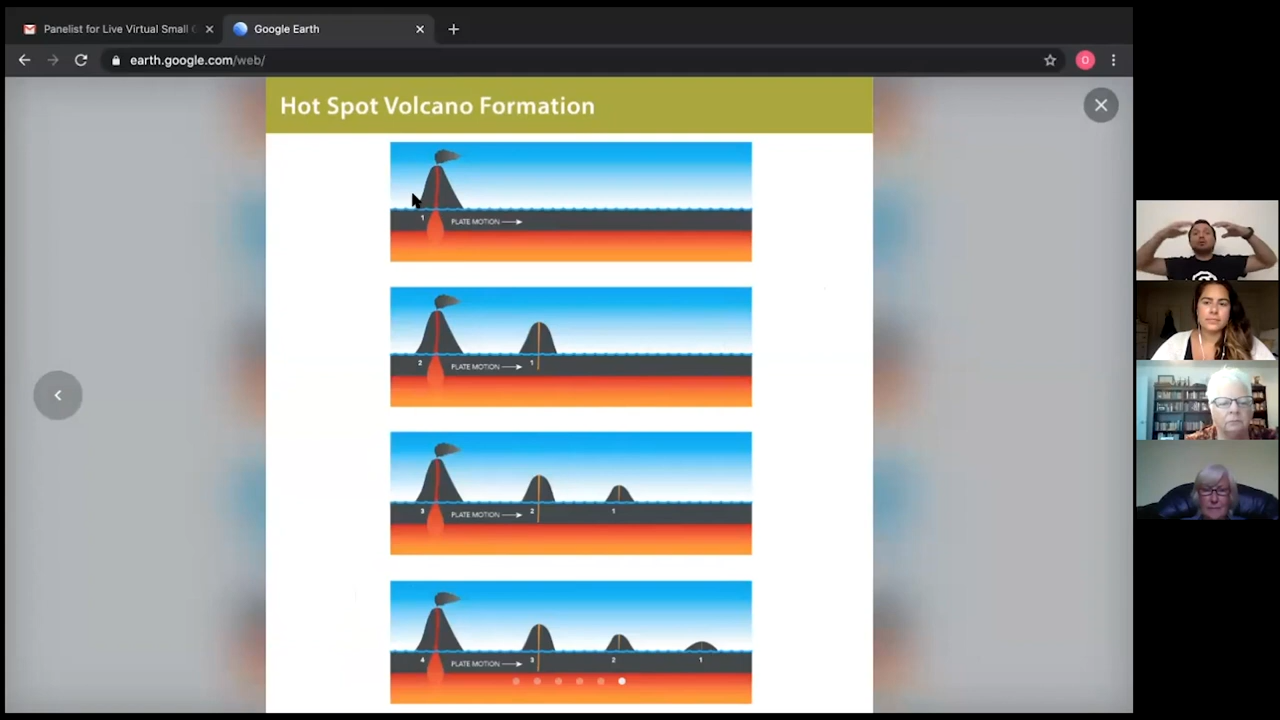 Panelist for Live Virtual Small
Google Earth
earth.google.com/web/
O
Hot Spot Volcano Formation
1
PLATE MOTION
2
PLATE MOTION
1
3
PLATE MOTION
2
1
4
PLATE MOTION
3
2
1